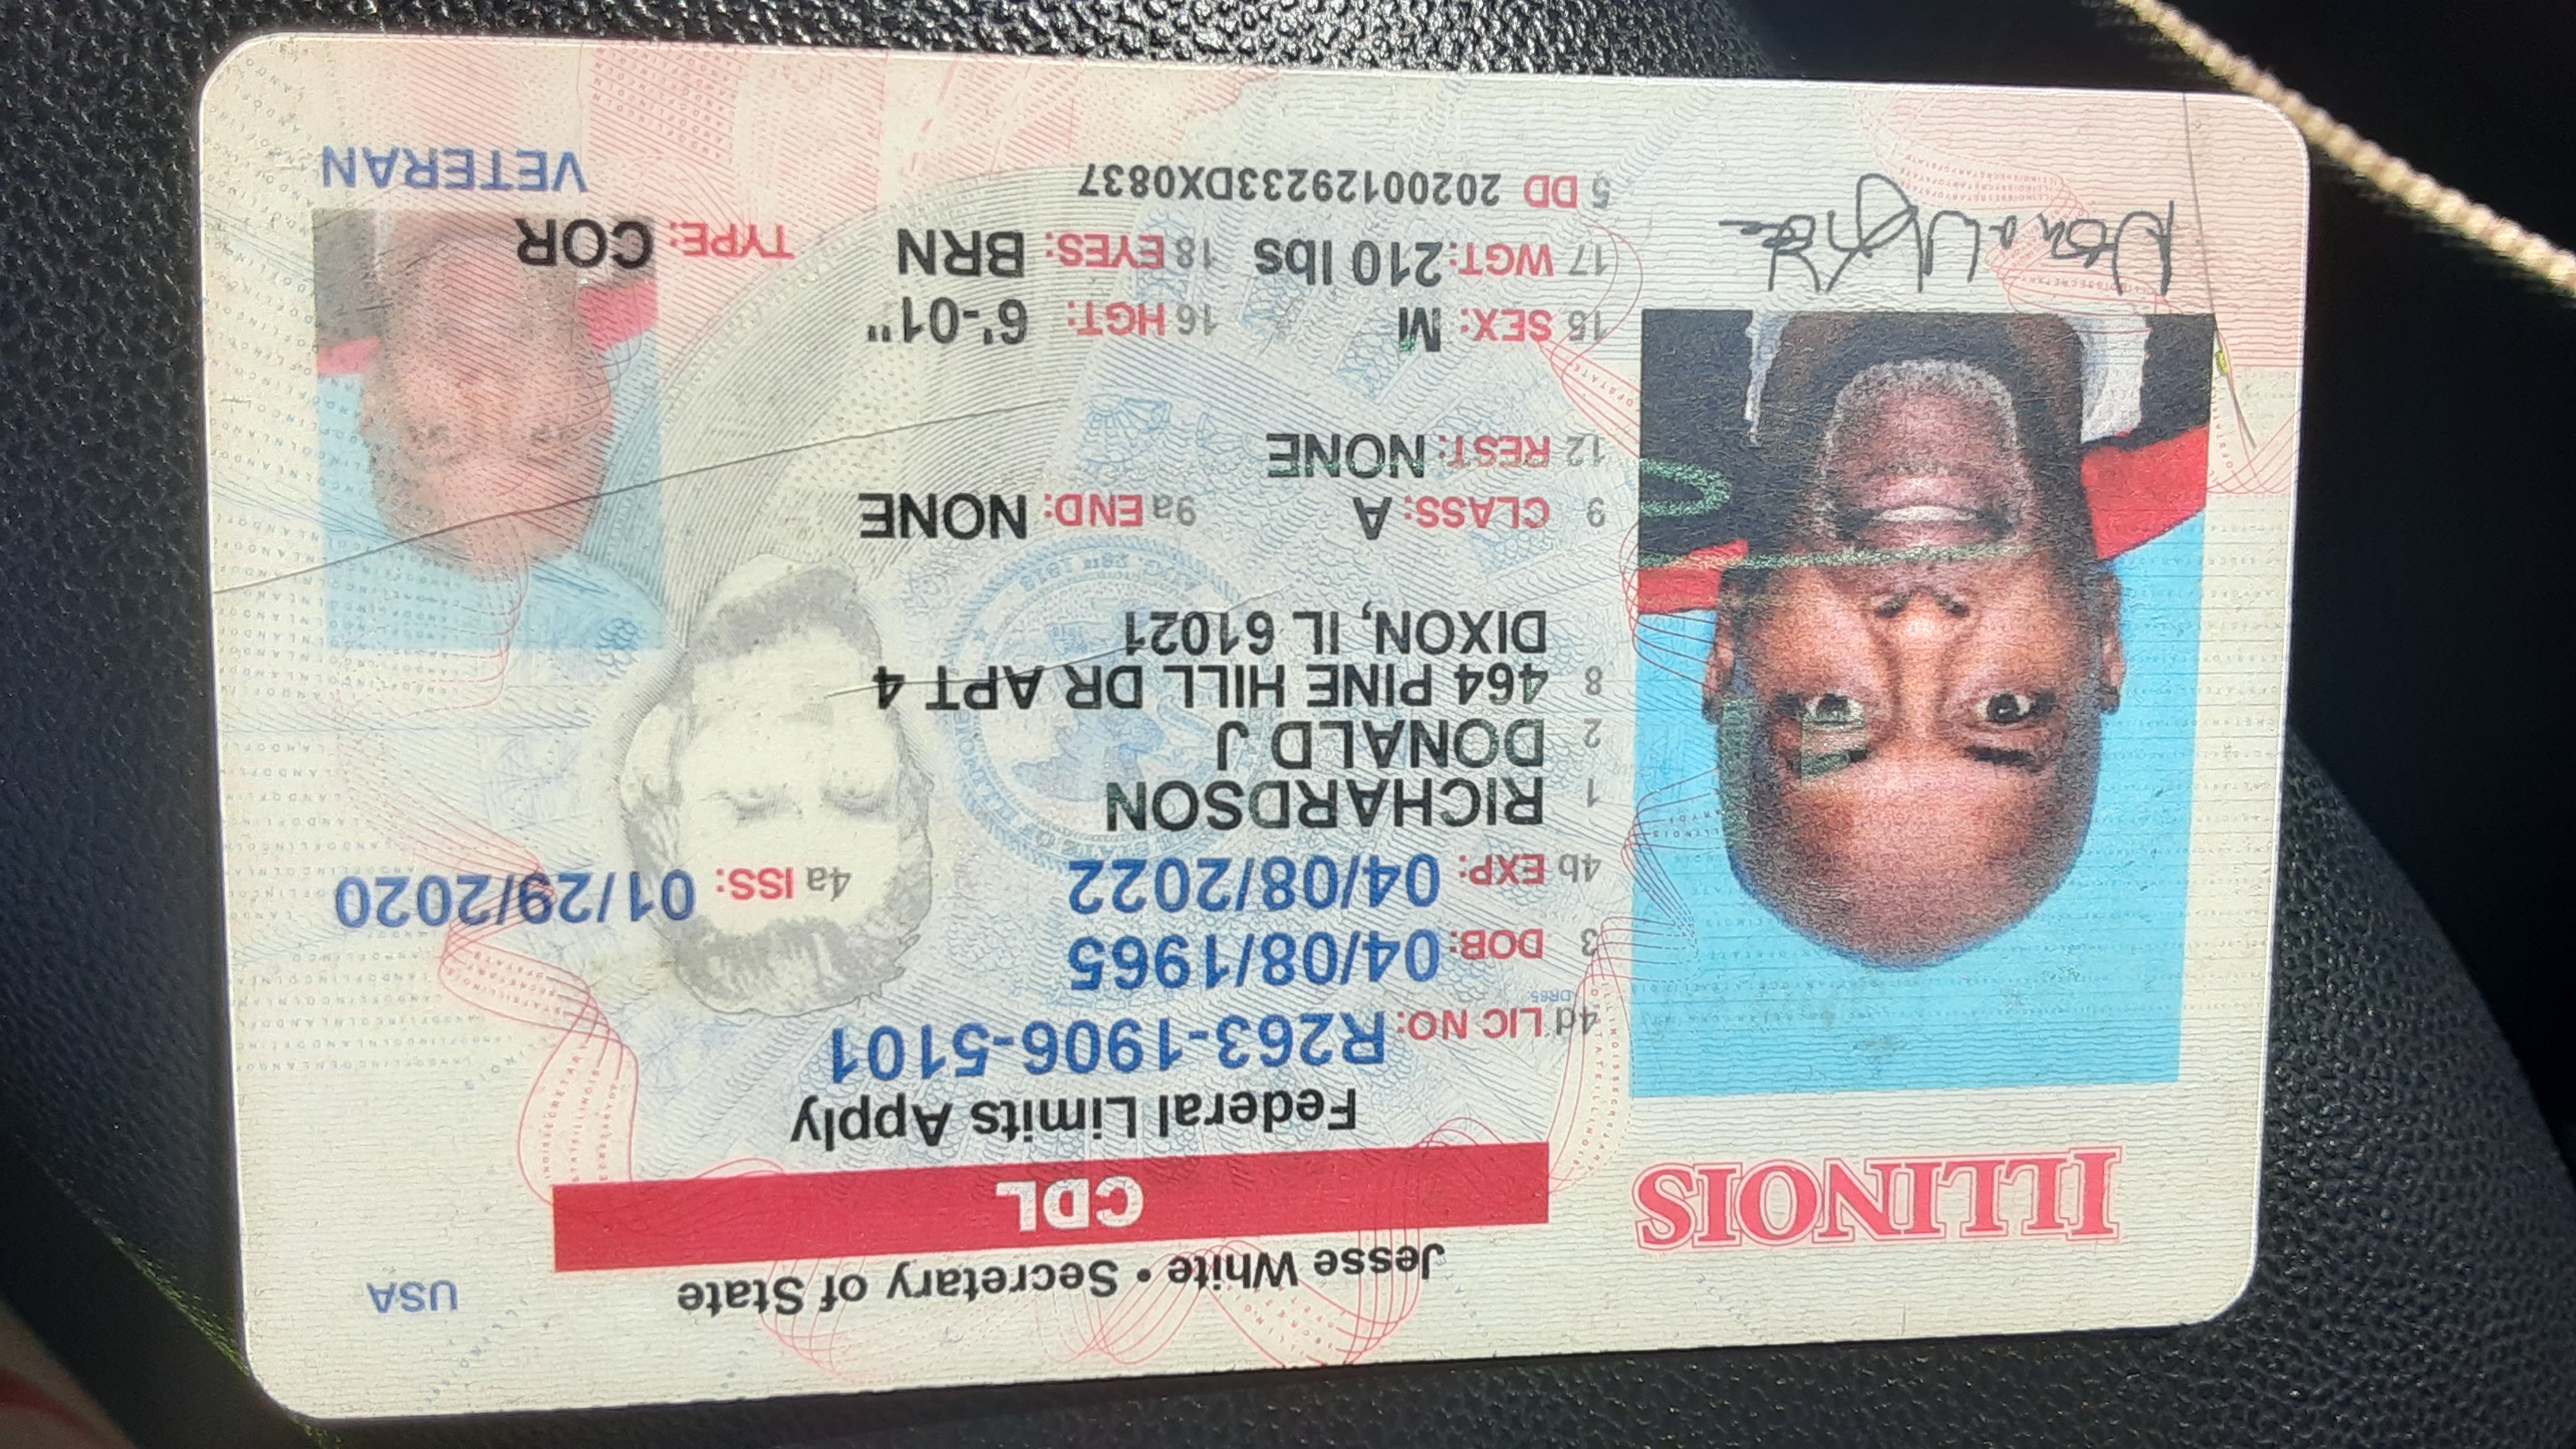 USA
Jesse White • Secretary of State
ILLINOIS
CDL
Federal Limits Apply
4d LIC NO: R263-1906-5101
DR65
3 DOB: 04/08/1965
4b EXP: 04/08/2022
4a ISS: 01/29/2020
1 RICHARDSON
2 DONALD J
8 464 PINE HILL DR APT 4
DIXON, IL 61021
9 CLASS: A 9a END: NONE
12 REST: NONE
15 SEX: M 16 HGT: 6'-01"
17 WGT: 210 lbs 18 EYES: BRN
TYPE: COR
5 DD 20200129233DX0837
VETERAN